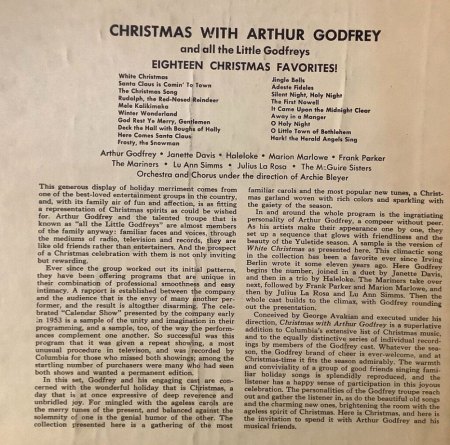 CHRISTMAS WITH ARTHUR GODFREY
and all the Little Godfreys
EIGHTEEN CHRISTMAS FAVORITES!
White Christmas
Santa Claus is Comin' To Town
The Christmas Song
Rudolph, the Red-Nosed Reindeer
Mele Kalikimaka
Winter Wonderland
God Rest Ye Merry, Gentlemen
Deck the Hall with Boughs of Holly
Here Comes Santa Claus
Frosty, the Snowman
Jingle Bells
Adeste Fideles
Silent Night, Holy Night
The First Nowell
It Came Upon the Midnight Clear
Away in a Manger
O Holy Night
O Little Town of Bethlehem
Hark! the Herald Angels Sing
Arthur Godfrey • Janette Davis • Haleloke • Marion Marlowe • Frank Parker
The Mariners • Lu Ann Simms • Julius La Rosa • The McGuire Sisters
Orchestra and Chorus under the direction of Archie Bleyer
This generous display of holiday merriment comes from
one of the best-loved entertainment groups in the country,
and, with its family air of fun and affection, is as fitting
a representation of Christmas spirits as could be wished
for. Arthur Godfrey and the talented troupe that is
known as "all the Little Godfreys" are almost members
of the family anyway: familiar faces and voices, through
the mediums of radio, television and records, they are
like old friends rather than entertainers. And the prospect
of a Christmas celebration with them is not only inviting
but rewarding.
Ever since the group worked out its initial patterns,
they have been offering programs that are unique in
their combination of professional smoothness and easy
intimacy. A rapport is established between the company
and the audience that is the envy of many another per-
former, and the result is altogether disarming. The cele-
brated "Calendar Show" presented by the company early
in 1953 is a sample of the unity and imagination in their
programming, and a sample, too, of the way the perform-
ances complement one another. So successful was this
program that it was given a repeat showing, a most
unusual procedure in television, and was recorded by
Columbia for those who missed both showings; among the
startling number of purchasers were many who had seen
both shows and wanted a permanent edition.
In this set, Godfrey and his engaging cast are con-
cerned with the wonderful holiday that is Christmas, a
day that is at once expressive of deep reverence and
unbridled joy. For mingled with the ageless carols are
the merry tunes of the present, and balanced against the
solemnity of one is the genial humor of the other. The
collection presented here is a gathering of the most
familiar carols and the most popular new tunes, a Christ-
mas garland woven with rich colors and sparkling with
the gaiety of the season.
In and around the whole program is the ingratiating
personality of Arthur Godfrey, a compeer without peer.
As his artists make their appearance one by one, they
set up a sequence that glows with friendliness and the
beauty of the Yuletide season. A sample is the version of
White Christmas as presented here. This climactic song
in the collection has been a favorite ever since Irving
Berlin wrote it some eleven years ago. Here Godfrey
begins the number, joined in a duet by Janette Davis,
and then in a trio by Haleloke. The Mariners take over
next, followed by Frank Parker and Marion Marlowe, and
then by Julius La Rosa and Lu Ann Simms. Then the
whole cast builds to the climax, with Godfrey rounding
out the presentation.
Conceived by George Avakian and executed under his
direction, Christmas with Arthur Godfrey is a superlative
addition to Columbia's extensive list of Christmas music,
and to the equally distinctive series of individual record-
ings by members of the Godfrey cast. Whatever the sea-
son, the Godfrey brand of cheer is ever-welcome, and at
Christmas-time it fits the season admirably. The warmth
and conviviality of a group of good friends singing famil-
iar holiday songs is splendidly reproduced, and the
listener has a happy sense of participation in this joyous
celebration. The personalities of the Godfrey troupe reach
out and gather the listener in, as do the beautiful old songs
and the charming new ones, brightening the room with the
ageless spirit of Christmas. Here is Christmas, and here is
the invitation to spend it with Arthur Godfrey and his
musical friends.